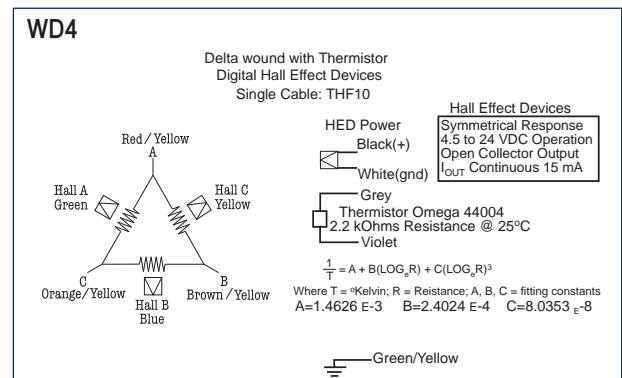 WD4
Delta wound with Thermistor
Digital Hall Effect Devices
Single Cable: THF10
Red/Yellow
A
Hall A
Green
Hall C
Yellow
C
Orange/Yellow
Hall B
Blue
B
Brown/Yellow
HED Power
Black(+)
White(gnd)
Hall Effect Devices
Symmetrical Response
4.5 to 24 VDC Operation
Open Collector Output
IOUT Continuous 15 mA
Grey
Thermistor Omega 44004
2.2 kOhms Resistance @ 25ºC
Violet
1/T = A + B(LOGeR) + C(LOGeR)³
Where T = ºKelvin; R = Reistance; A, B, C = fitting constants
A=1.4626 E-3 B=2.4024 E-4 C=8.0353 E-8
Green/Yellow